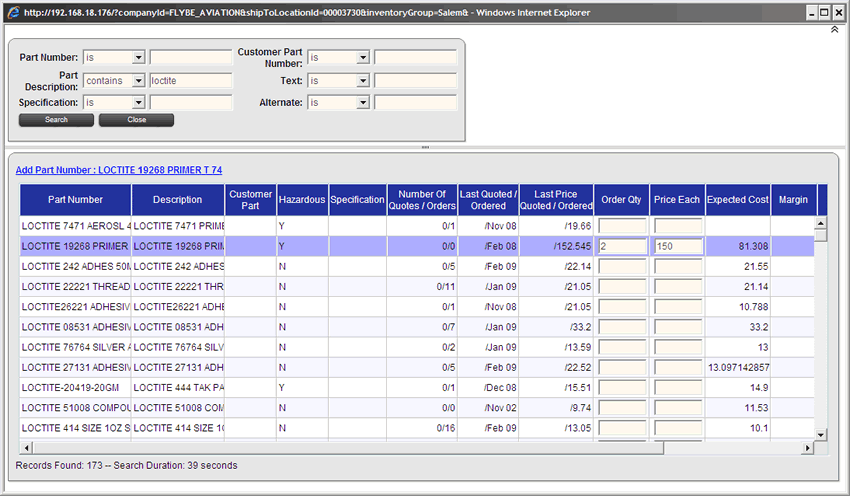 http://192.168.18.176/?companyId=FLYBE_AVIATION&shipToLocationId=00003730&inventoryGroup=Salem& - Windows Internet Explorer
Part Number: is Customer Part Number: is
Part Description: contains loctite Text: is
Specification: is Alternate: is
Search Close
Add Part Number : LOCTITE 19268 PRIMER T 74
Part Number Description Customer Part Hazardous Specification Number Of Quotes / Orders Last Quoted / Ordered Last Price Quoted / Ordered Order Qty Price Each Expected Cost Margin
LOCTITE 7471 AEROSL 4 LOCTITE 7471 PRIME Y 0/1 /Nov 08 /19.66
LOCTITE 19268 PRIMER LOCTITE 19268 PRIM Y 0/0 /Feb 08 /152.545 2 150 81.308
LOCTITE 242 ADHES 50M LOCTITE 242 ADHES N 0/5 /Feb 09 /22.14 21.55
LOCTITE 22221 THREAD LOCTITE 22221 THR N 0/11 /Jan 09 /21.05 21.14
LOCTITE26221 ADHESIV LOCTITE26221 ADHE N 0/1 /Nov 08 /21.05 10.788
LOCTITE 08531 ADHESIV LOCTITE 08531 ADH N 0/7 /Jan 09 /33.2 33.2
LOCTITE 76764 SILVER A LOCTITE 76764 SILV N 0/2 /Jan 09 /13.59 13
LOCTITE 27131 ADHESIV LOCTITE 27131 ADH N 0/5 /Feb 09 /22.52 13.097142857
LOCTITE-20419-20GM LOCTITE 444 TAK PA Y 0/1 /Dec 08 /15.51 14.9
LOCTITE 51008 COMPOU LOCTITE 51008 COM N 0/0 /Nov 02 /9.74 11.53
LOCTITE 414 SIZE 1OZ S LOCTITE 414 SIZE 1 N 0/16 /Feb 09 /13.05 10.1
Records Found: 173 -- Search Duration: 39 seconds